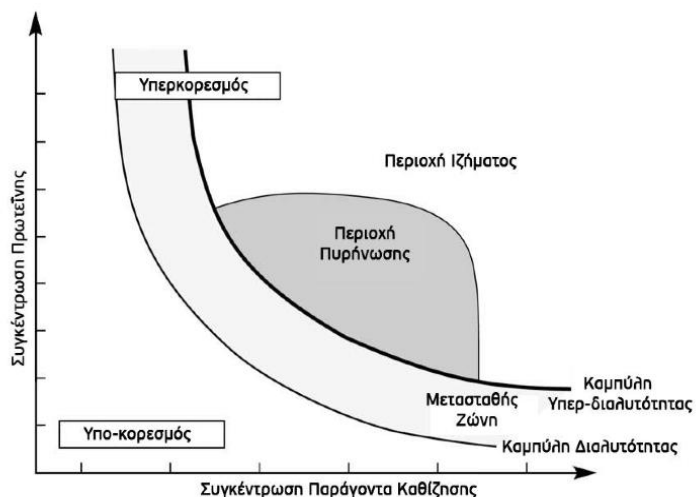 Υπερκορεσμός
Περιοχή Ιζήματος
Περιοχή
Πυρήνωσης
Συγκέντρωση Πρωτεΐνης
Καμπύλη
Υπερ-διαλυτότητας
Μετασταθής
Ζώνη
Υπο-κορεσμός
Καμπύλη Διαλυτότητας
Συγκέντρωση Παράγοντα Καθίζησης